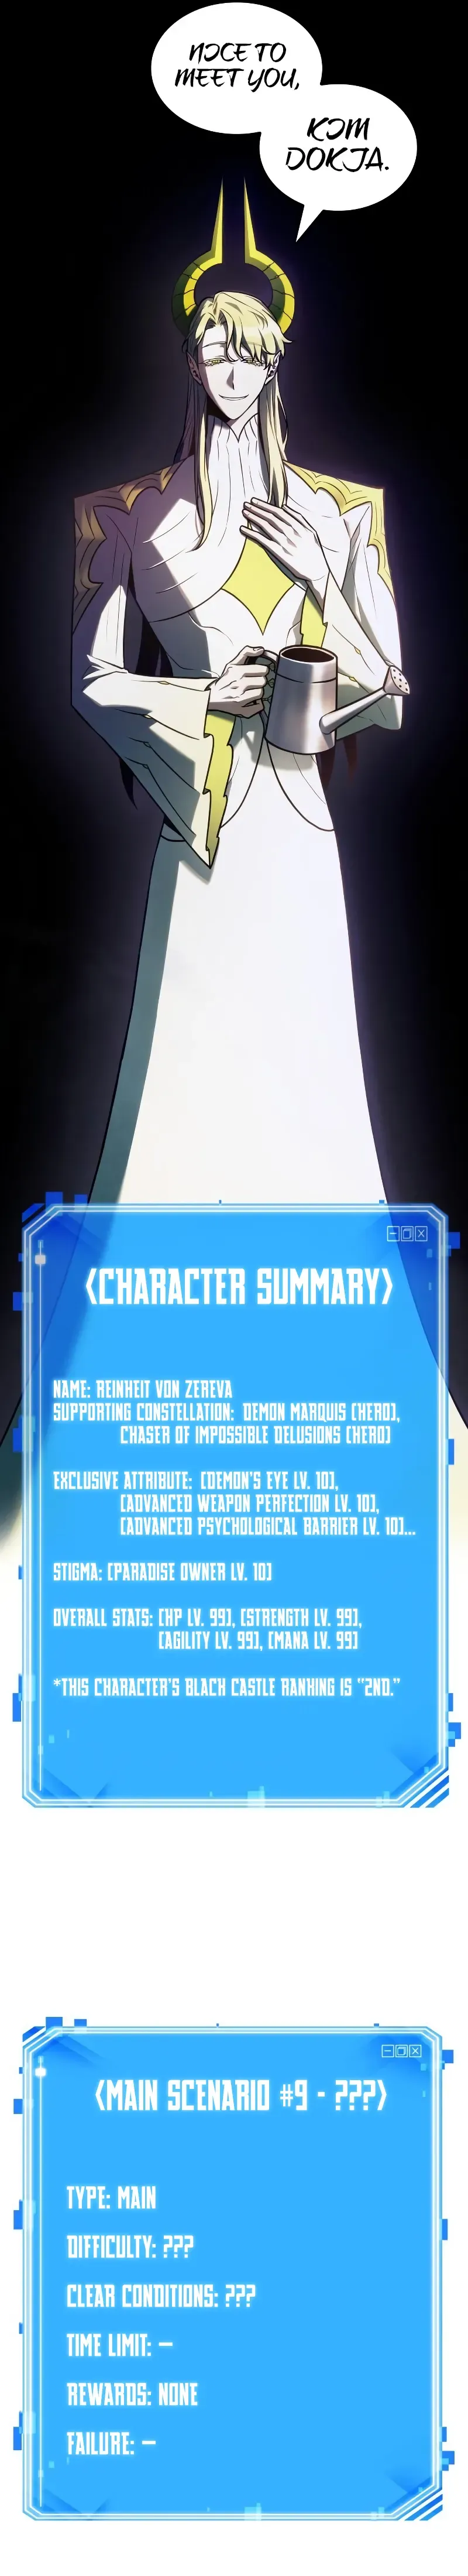 NICE TO
MEET YOU,
KIM
DOKJA.
<CHARACTER SUMMARY>
NAME: REINHEIT VON ZEREVA
SUPPORTING CONSTELLATION: DEMON MARQUIS (HERO),
CHASER OF IMPOSSIBLE DELUSIONS (HERO)
EXCLUSIVE ATTRIBUTE: [DEMON'S EYE LV. 10],
[ADVANCED WEAPON PERFECTION LV. 10],
[ADVANCED PSYCHOLOGICAL BARRIER LV. 10]...
STIGMA: [PARADISE OWNER LV. 10]
OVERALL STATS: [HP LV. 99], [STRENGTH LV. 99],
[AGILITY LV. 99], [MANA LV. 99]
*THIS CHARACTER'S BLACH CASTLE RANKING IS "2ND."
<MAIN SCENARIO #9 - ???>
TYPE: MAIN
DIFFICULTY: ???
CLEAR CONDITIONS: ???
TIME LIMIT: —
REWARDS: NONE
FAILURE: —